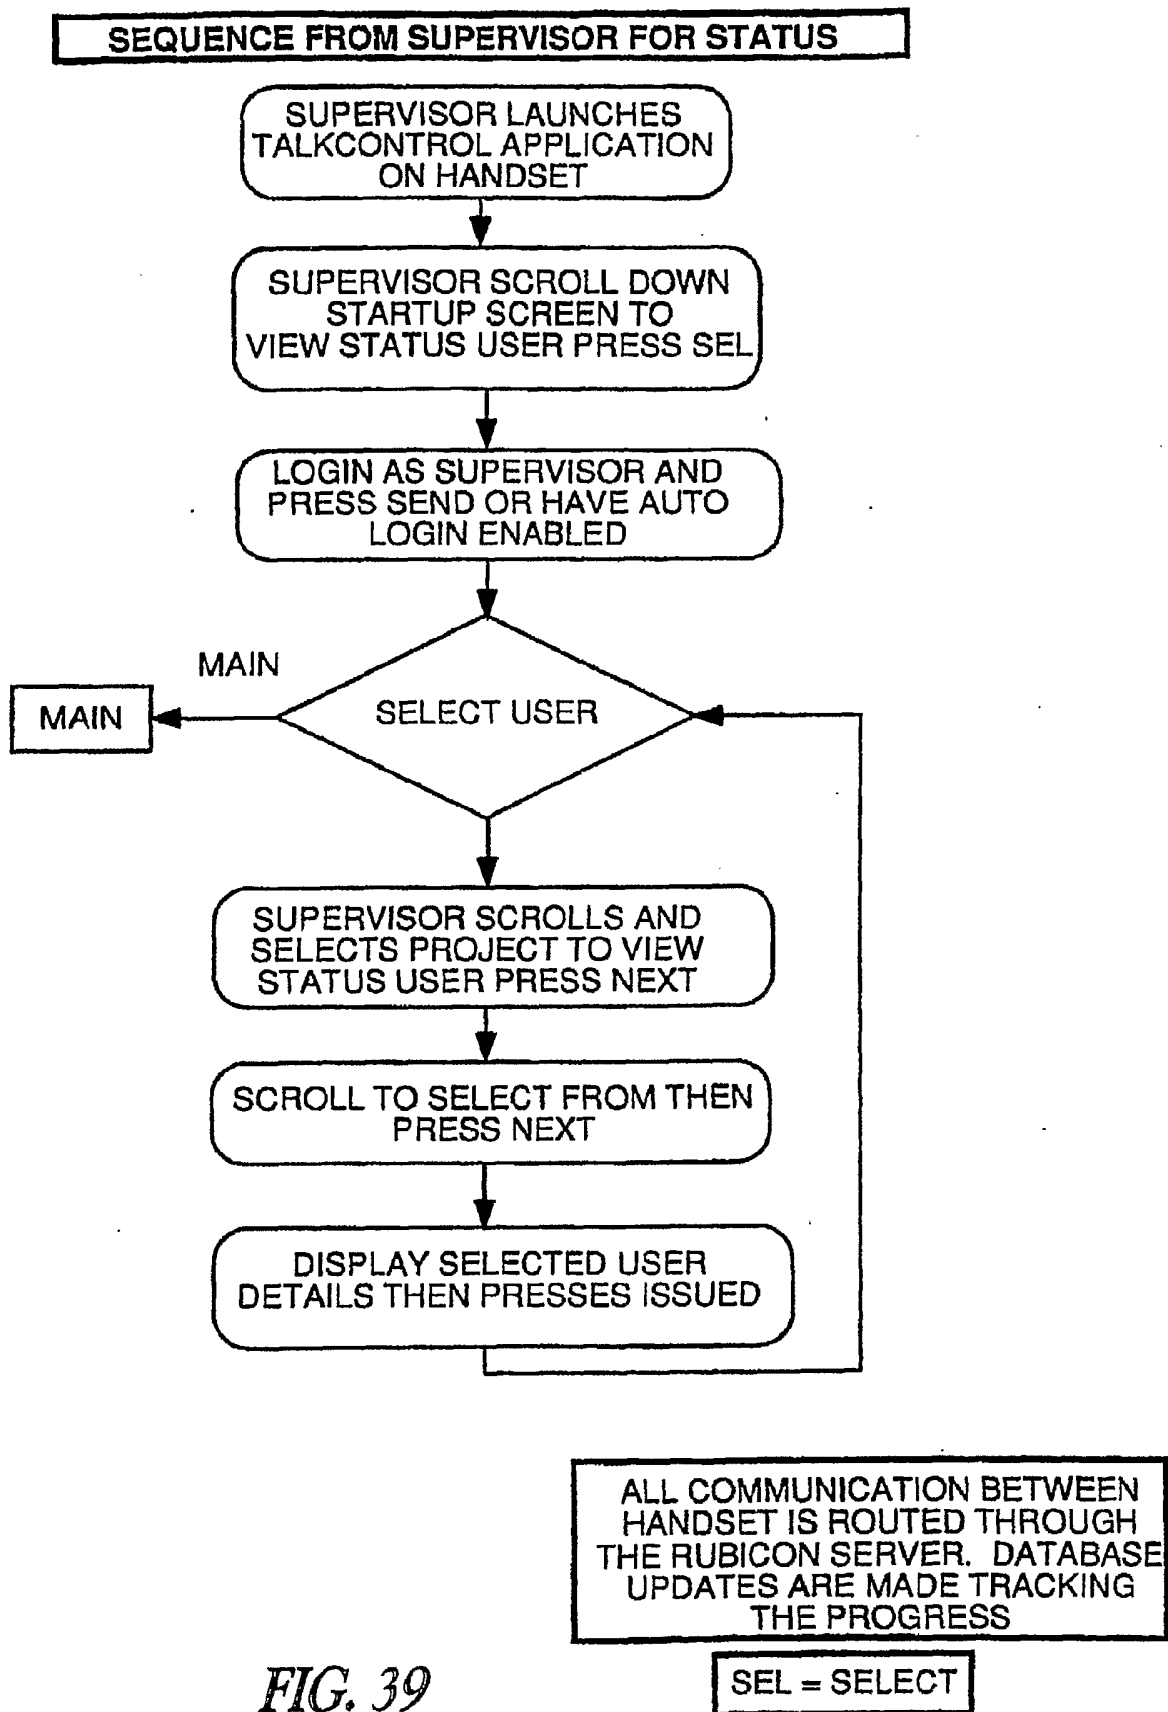 SEQUENCE FROM SUPERVISOR FOR STATUS
SUPERVISOR LAUNCHES
TALKCONTROL APPLICATION
ON HANDSET
SUPERVISOR SCROLL DOWN
STARTUP SCREEN TO
VIEW STATUS USER PRESS SEL
LOGIN AS SUPERVISOR AND
PRESS SEND OR HAVE AUTO
LOGIN ENABLED
MAIN
MAIN
SELECT USER
SUPERVISOR SCROLLS AND
SELECTS PROJECT TO VIEW
STATUS USER PRESS NEXT
SCROLL TO SELECT FROM THEN
PRESS NEXT
DISPLAY SELECTED USER
DETAILS THEN PRESSES ISSUED
ALL COMMUNICATION BETWEEN
HANDSET IS ROUTED THROUGH
THE RUBICON SERVER. DATABASE
UPDATES ARE MADE TRACKING
THE PROGRESS
SEL = SELECT
FIG. 39